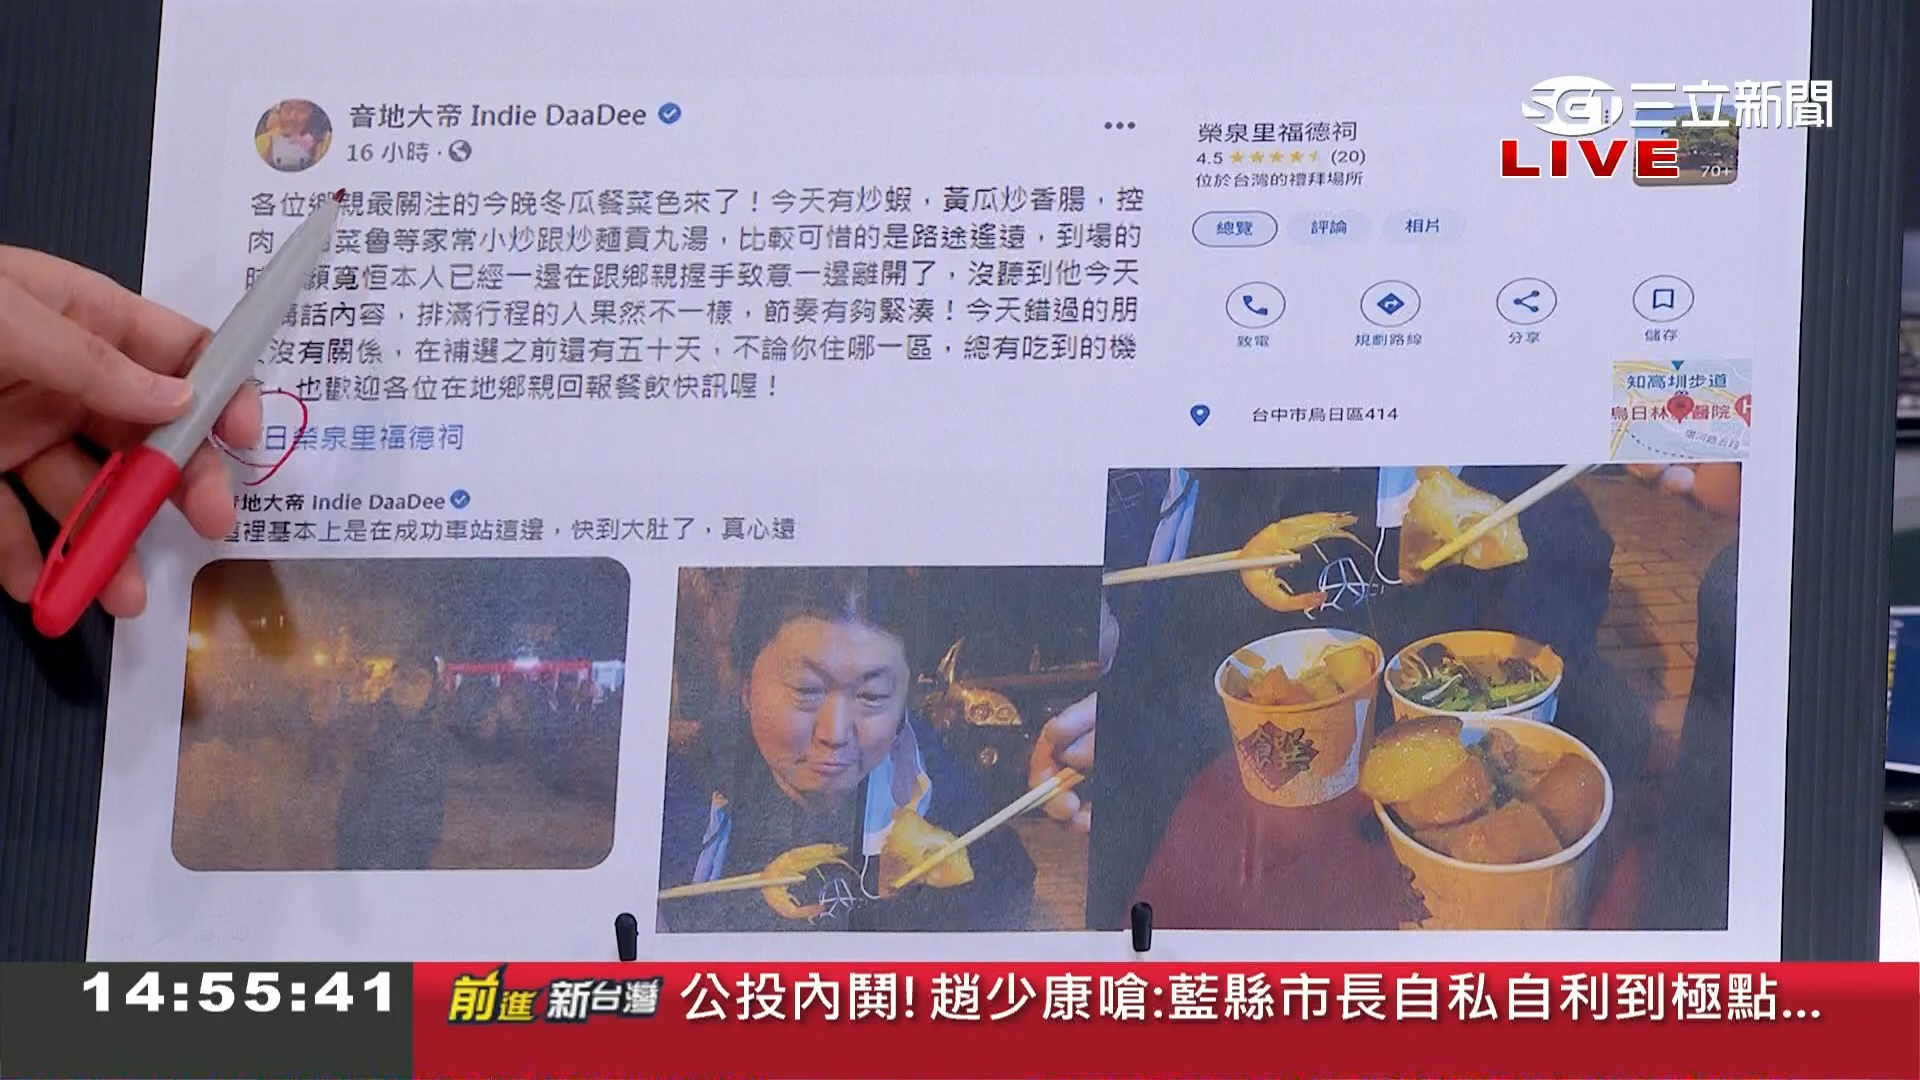 音地大帝 Indie DaaDee
16 小時
各位鄉親最關注的今晚冬瓜餐菜色來了！今天有炒蝦，黃瓜炒香腸，控
肉 菜魯等家常小炒跟炒麵貢丸湯，比較可惜的是路途遙遠，到場的
顏寬恒本人已經一邊在跟鄉親握手致意一邊離開了，沒聽到他今天
講話內容，排滿行程的人果然不一樣，節奏有夠緊湊！今天錯過的朋
沒有關係，在補選之前還有五十天，不論你住哪一區，總有吃到的機
，也歡迎各位在地鄉親回報餐飲快訊喔！
日榮泉里福德祠
音地大帝 Indie DaaDee
這裡基本上是在成功車站這邊，快到大肚了，真心遠
榮泉里福德祠
4.5 (20)
位於台灣的禮拜場所
70+
總覽 評論 相片
致電 規劃路線 分享 儲存
台中市烏日區414
知高圳步道
烏日林 醫院 H
環河路五段
SET三立新聞
LIVE
14:55:41
前進新台灣
公投內鬨!趙少康嗆:藍縣市長自私自利到極點...